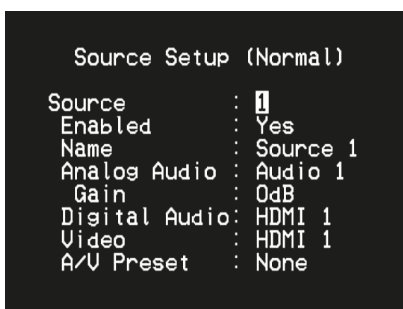 Source Setup (Normal)
Source : 1
Enabled : Yes
Name : Source 1
Analog Audio : Audio 1
Gain : 0dB
Digital Audio: HDMI 1
Video : HDMI 1
A/V Preset : None